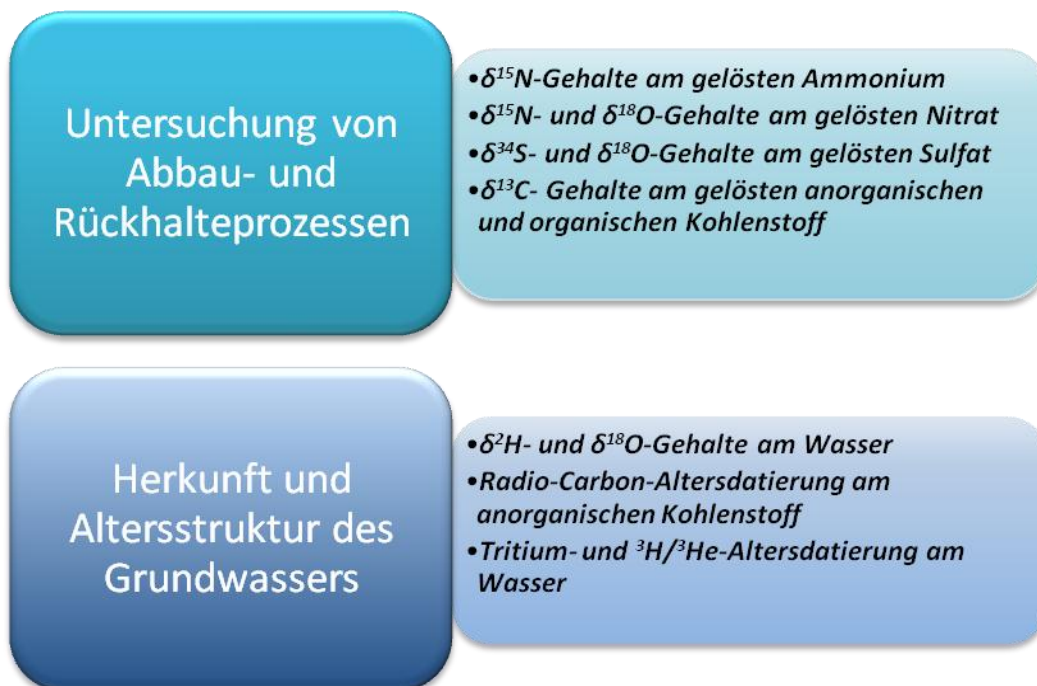 Untersuchung von
Abbau- und
Rückhalteprozessen
•δ¹⁵N-Gehalte am gelösten Ammonium
•δ¹⁵N- und δ¹⁸O-Gehalte am gelösten Nitrat
•δ³⁴S- und δ¹⁸O-Gehalte am gelösten Sulfat
•δ¹³C- Gehalte am gelösten anorganischen
und organischen Kohlenstoff
Herkunft und
Altersstruktur des
Grundwassers
•δ²H- und δ¹⁸O-Gehalte am Wasser
•Radio-Carbon-Altersdatierung am
anorganischen Kohlenstoff
•Tritium- und ³H/³He-Altersdatierung am
Wasser